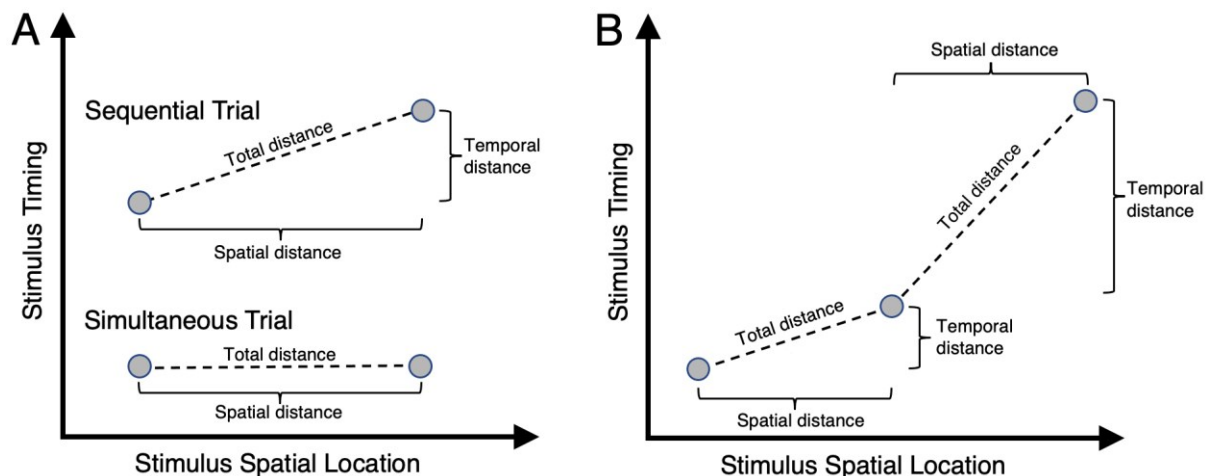 A
Stimulus Timing
Sequential Trial
Total distance
Temporal
distance
Spatial distance
Simultaneous Trial
Total distance
Spatial distance
Stimulus Spatial Location
B
Stimulus Timing
Spatial distance
Total distance
Temporal
distance
Total distance
Temporal
distance
Spatial distance
Stimulus Spatial Location